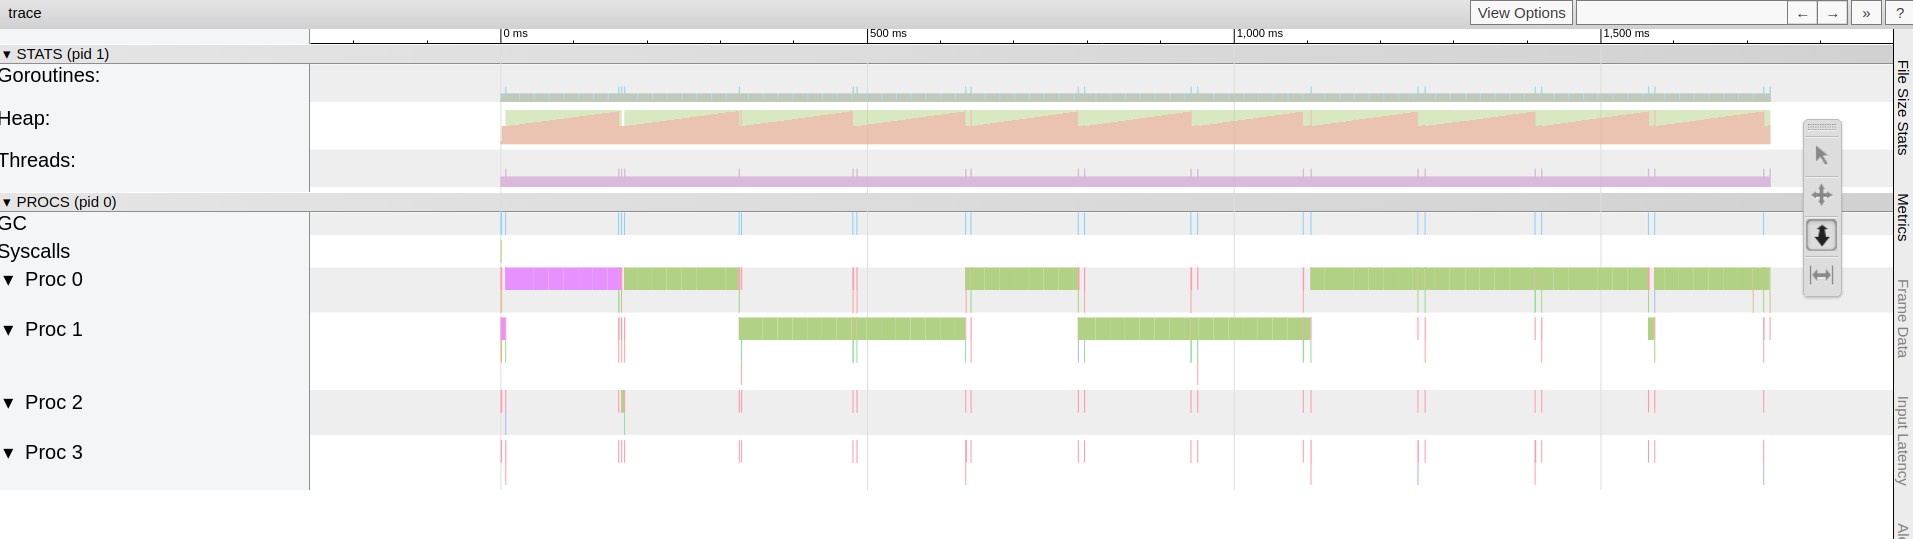 trace
View Options
← → » ?
0 ms
500 ms
1,000 ms
1,500 ms
▼ STATS (pid 1)
Goroutines:
Heap:
Threads:
▼ PROCS (pid 0)
GC
Syscalls
▼ Proc 0
▼ Proc 1
▼ Proc 2
▼ Proc 3
File Size Stats
Metrics
Frame Data
Input Latency